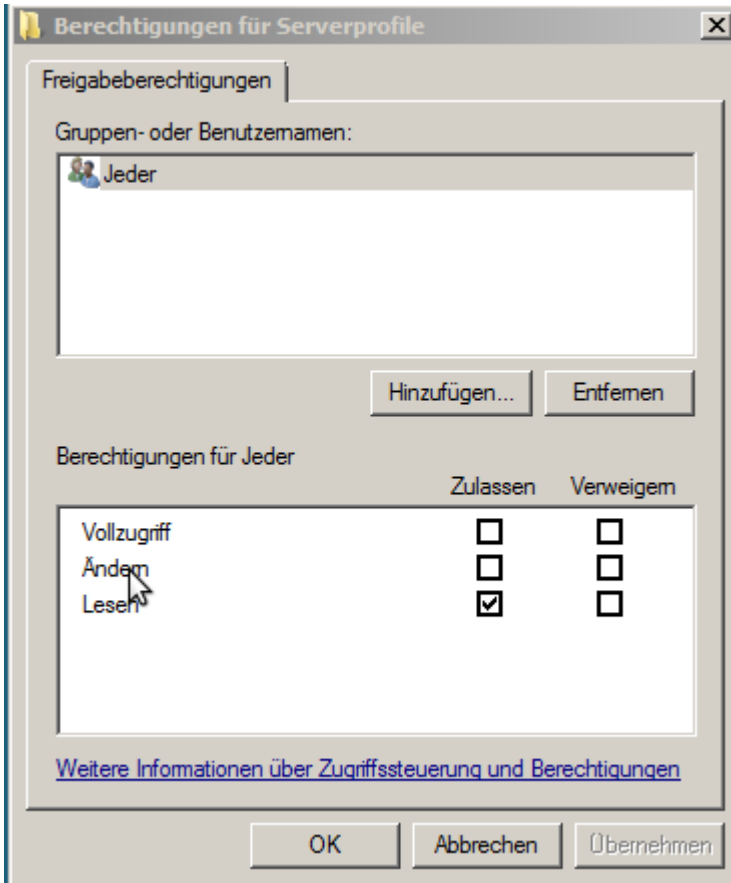 Berechtigungen für Serverprofile
Freigabeberechtigungen
Gruppen- oder Benutzernamen:
Jeder
Hinzufügen... Entfernen
Berechtigungen für Jeder
Zulassen Verweigern
Vollzugriff
Ändern
Lesen
Weitere Informationen über Zugriffssteuerung und Berechtigungen
OK Abbrechen Übernehmen